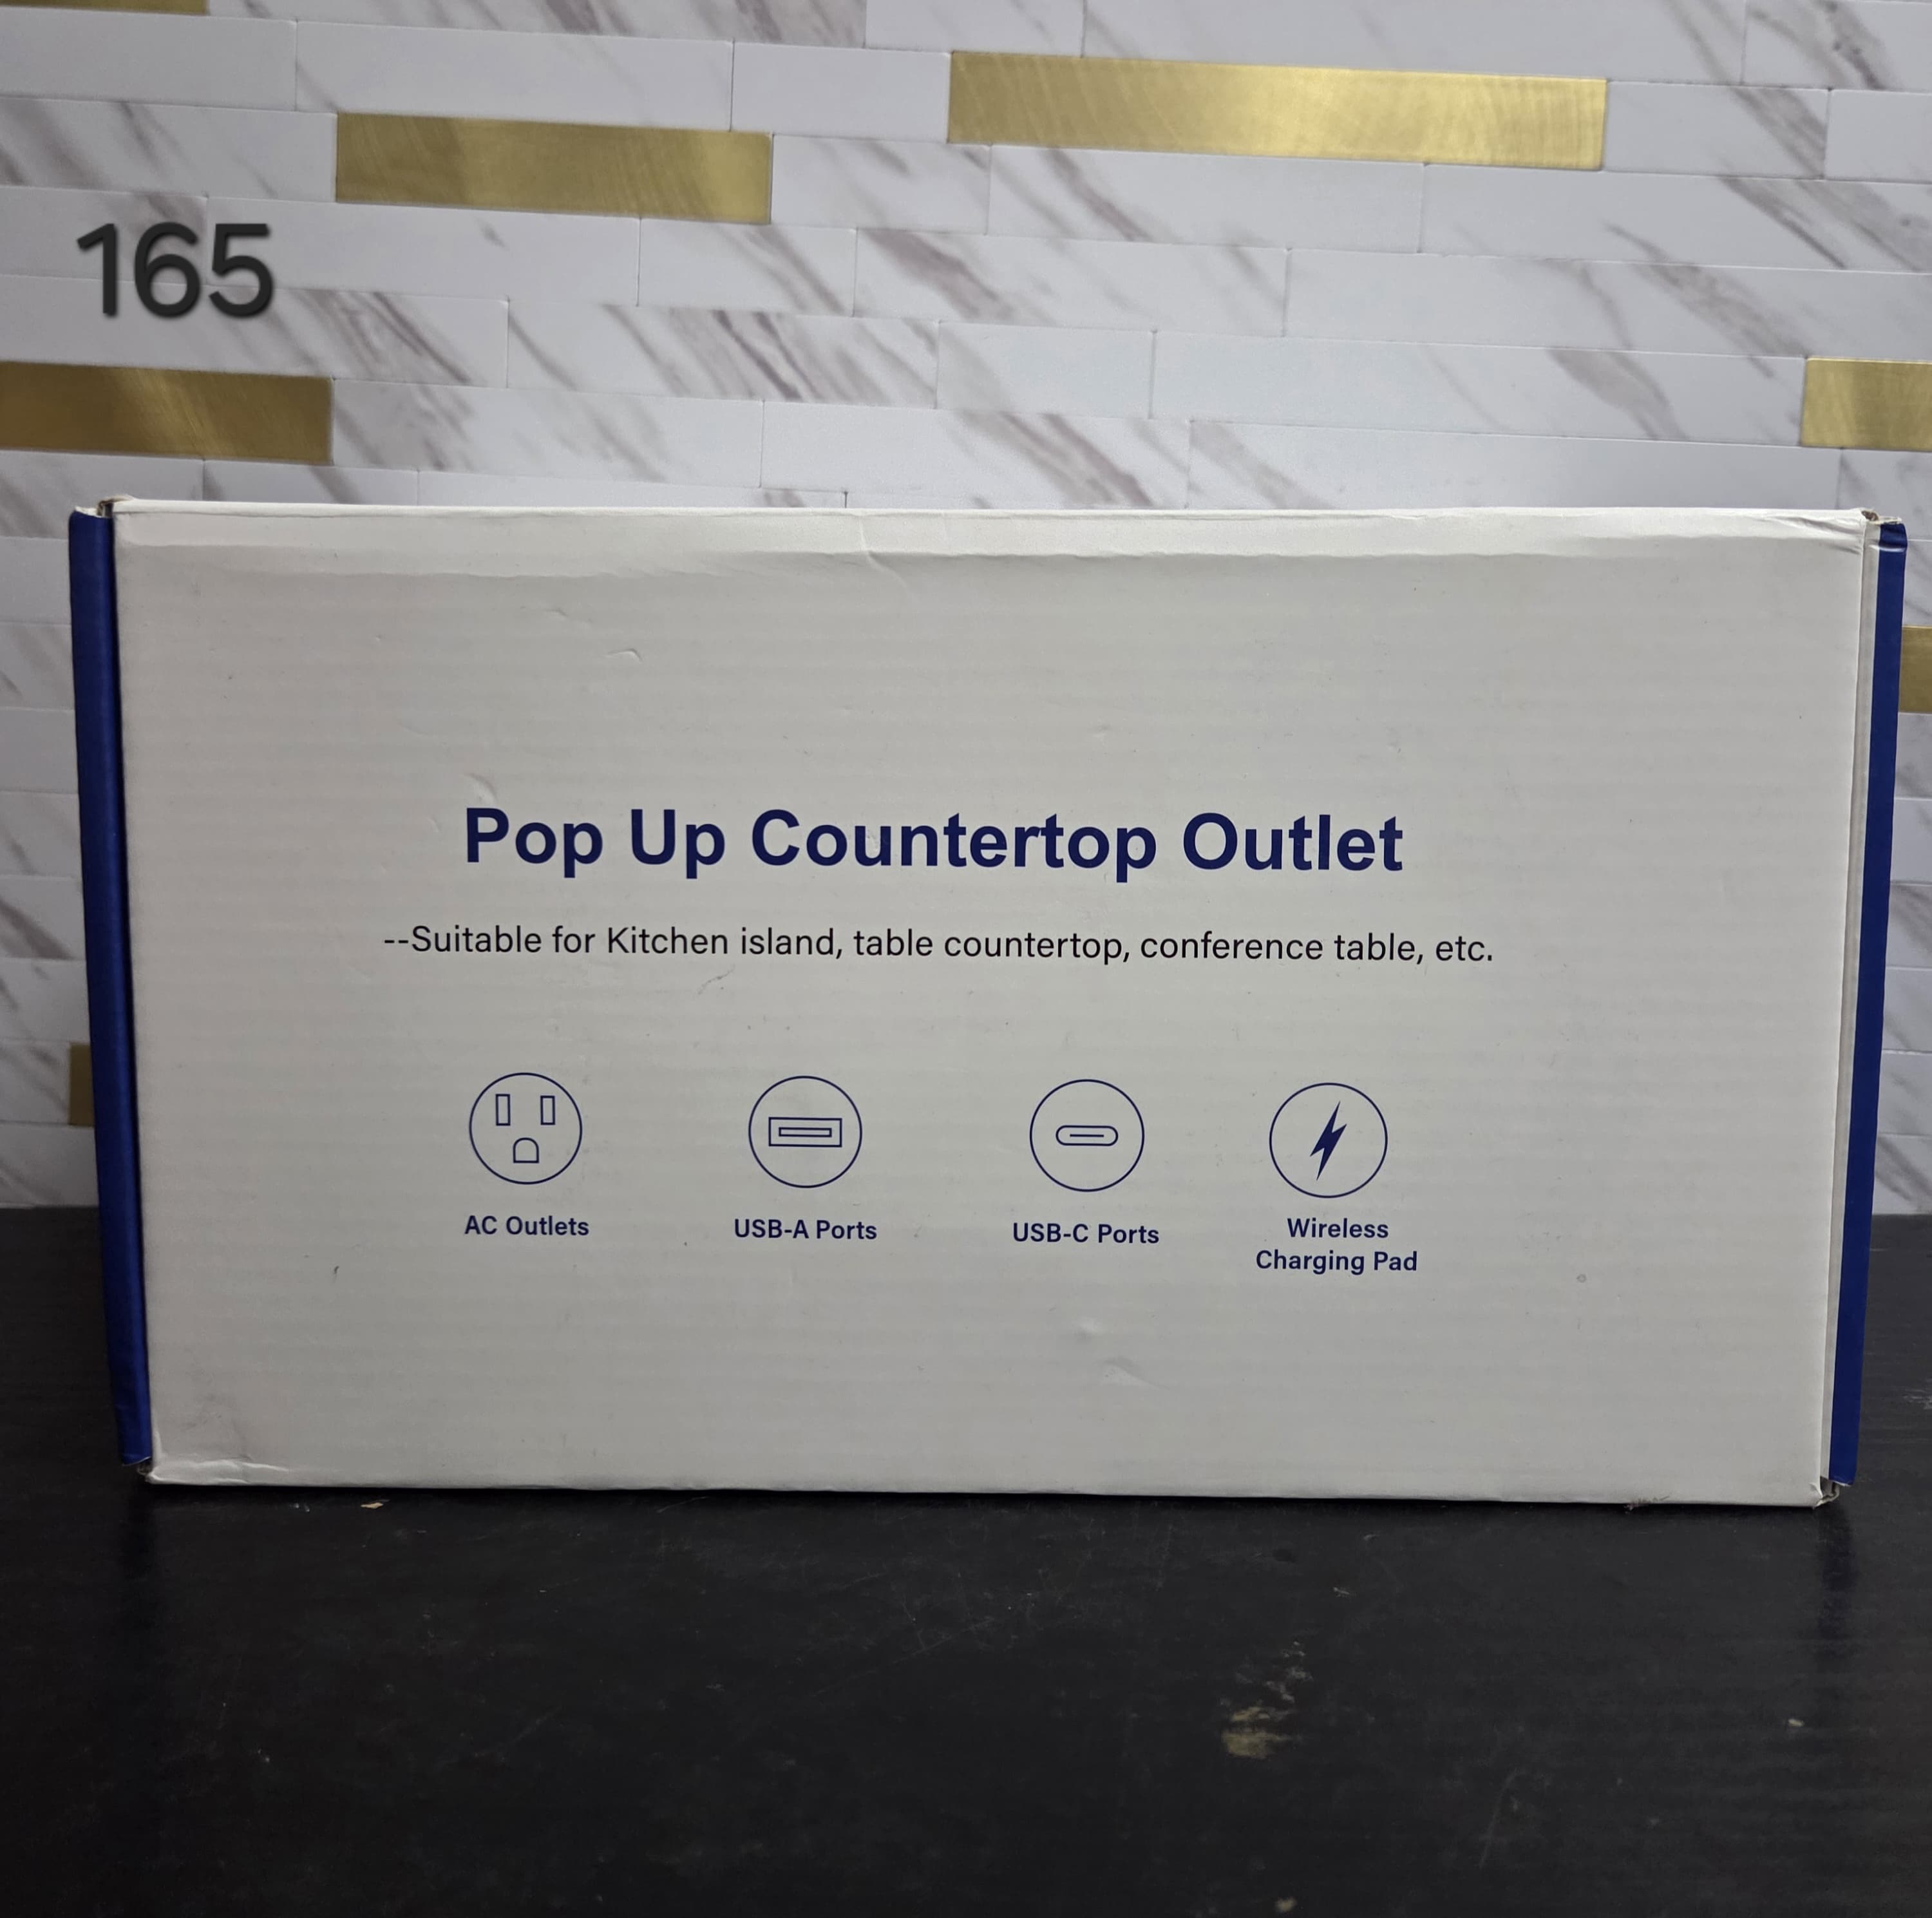 165
Pop Up Countertop Outlet
--Suitable for Kitchen island, table countertop, conference table, etc.
AC Outlets
USB-A Ports
USB-C Ports
Wireless
Charging Pad